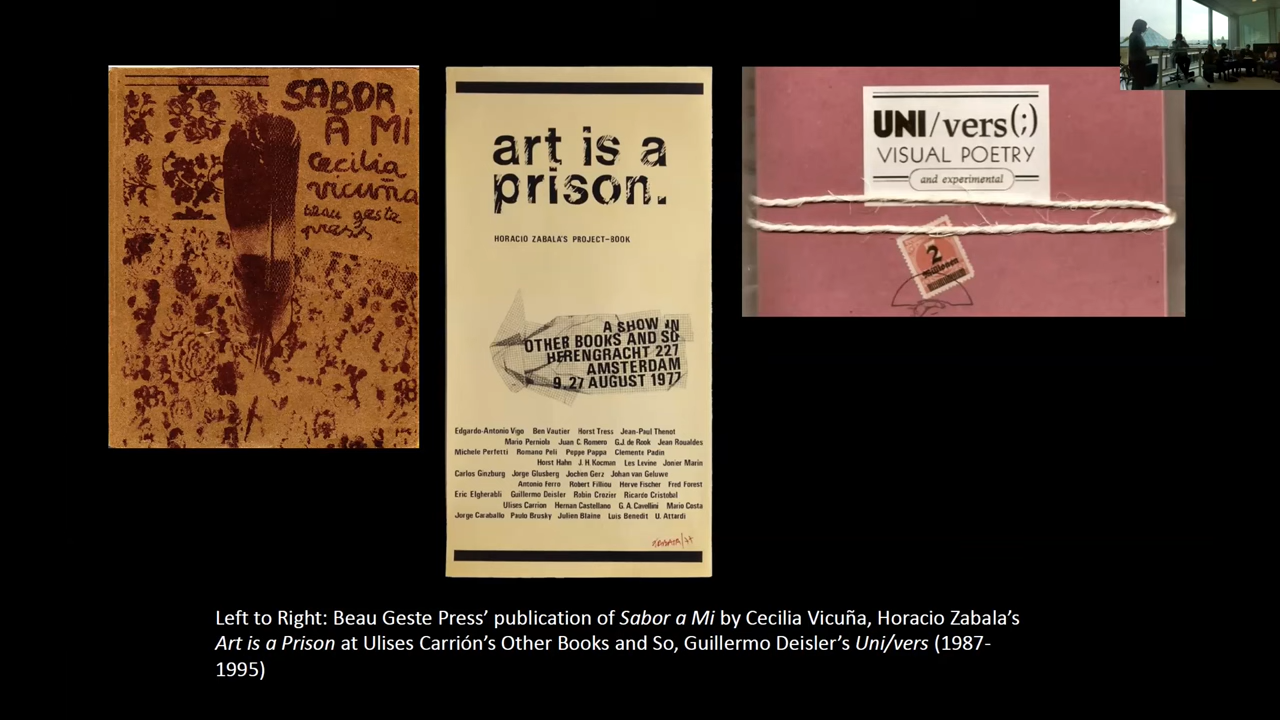 SABOR
A MI
Cecilia
vicuña
beau geste
press
art is a
prison.
HORACIO ZABALA'S PROJECT-BOOK
A SHOW IN
OTHER BOOKS AND SO
HERENGRACHT 227
AMSTERDAM
9.27 AUGUST 1977
Edgardo-Antonio Vigo Ben Vautier Horst Tress Jean-Paul Thenot
Mario Perniola Juan C. Romero G.J. de Rook Jean Roualdes
Michele Perfetti Romano Peli Peppe Pappa Clemente Padin
Horst Hahn J. H. Kocman Les Levine Jonier Marin
Carlos Ginzburg Jorge Glusberg Jochen Gerz Johan van Geluwe
Antonio Ferro Robert Filliou Herve Fischer Fred Forest
Eric Elgherabli Guillermo Deisler Robin Crozier Ricardo Cristobal
Ulises Carrion Hernan Castellano G. A. Cavellini Mario Costa
Jorge Caraballo Paulo Brusky Julien Blaine Luis Benedit U. Attardi
UNI/vers(;)
VISUAL POETRY
and experimental
2
Left to Right: Beau Geste Press’ publication of Sabor a Mi by Cecilia Vicuña, Horacio Zabala’s
Art is a Prison at Ulises Carrión’s Other Books and So, Guillermo Deisler’s Uni/vers (1987-
1995)